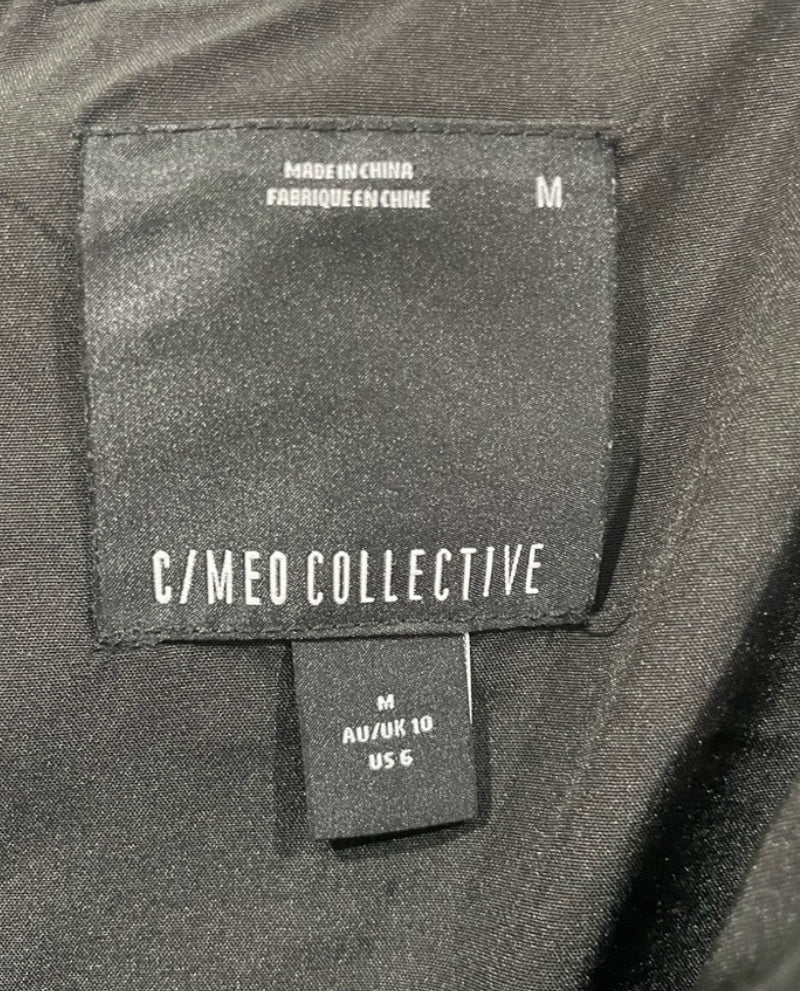 MADE IN CHINA
FABRIQUE EN CHINE
M
C/MEO COLLECTIVE
M
AU/UK 10
US 6